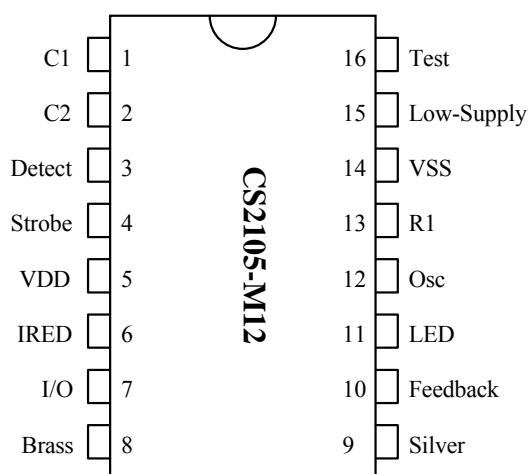 C1 1 16 Test
C2 2 15 Low-Supply
Detect 3 14 VSS
Strobe 4 13 R1
VDD 5 12 Osc
IRED 6 11 LED
I/O 7 10 Feedback
Brass 8 9 Silver
CS2105-M12